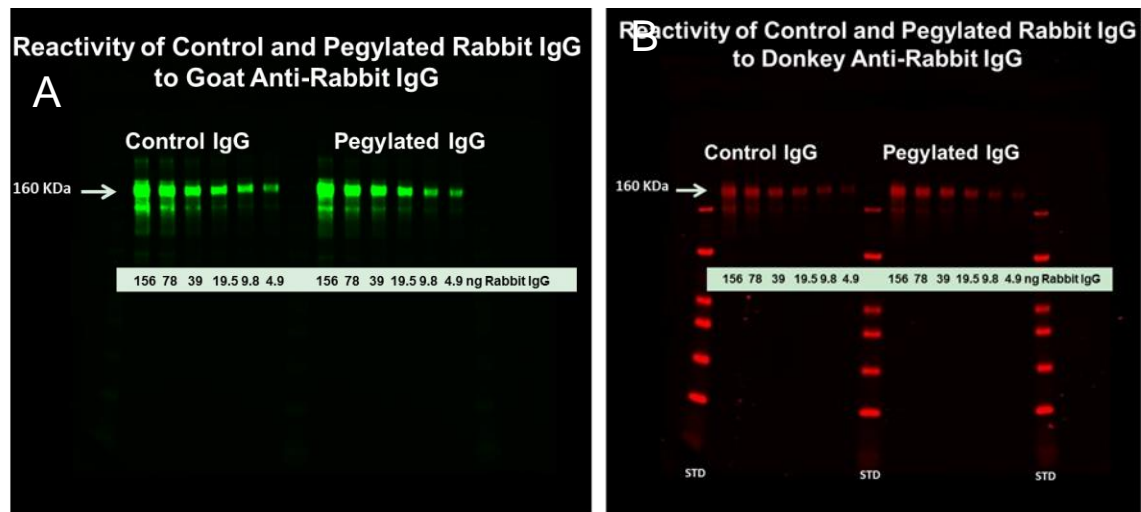 Reactivity of Control and Pegylated Rabbit IgG
to Goat Anti-Rabbit IgG
A
Control IgG Pegylated IgG
160 KDa
156 78 39 19.5 9.8 4.9 156 78 39 19.5 9.8 4.9 ng Rabbit IgG
Reactivity of Control and Pegylated Rabbit IgG
B
to Donkey Anti-Rabbit IgG
Control IgG Pegylated IgG
160 KDa
156 78 39 19.5 9.8 4.9 156 78 39 19.5 9.8 4.9 ng Rabbit IgG
STD STD STD